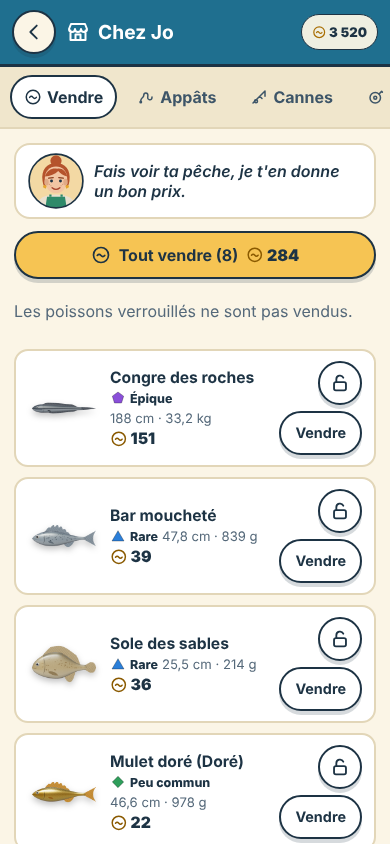 Chez Jo
3 520
Vendre
Appâts
Cannes
Fais voir ta pêche, je t'en donne
un bon prix.
Tout vendre (8) 284
Les poissons verrouillés ne sont pas vendus.
Congre des roches
Épique
188 cm · 33,2 kg
151
Vendre
Bar moucheté
Rare 47,8 cm · 839 g
39
Vendre
Sole des sables
Rare 25,5 cm · 214 g
36
Vendre
Mulet doré (Doré)
Peu commun
46,6 cm · 978 g
22
Vendre